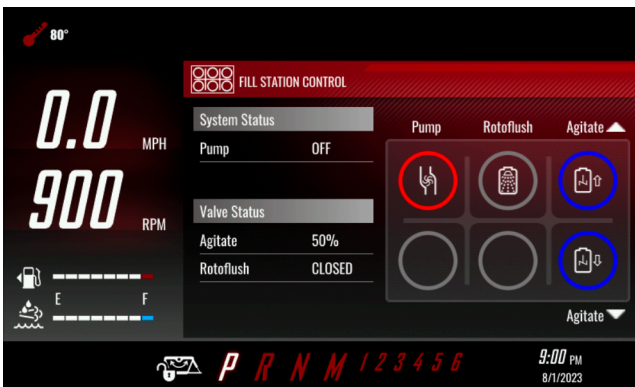 80°
FILL STATION CONTROL
0.0 MPH
900 RPM
System Status
Pump OFF
Valve Status
Agitate 50%
Rotoflush CLOSED
Pump Rotoflush Agitate
Agitate
E F
P R N M 1 2 3 4 5 6
9:00 PM
8/1/2023